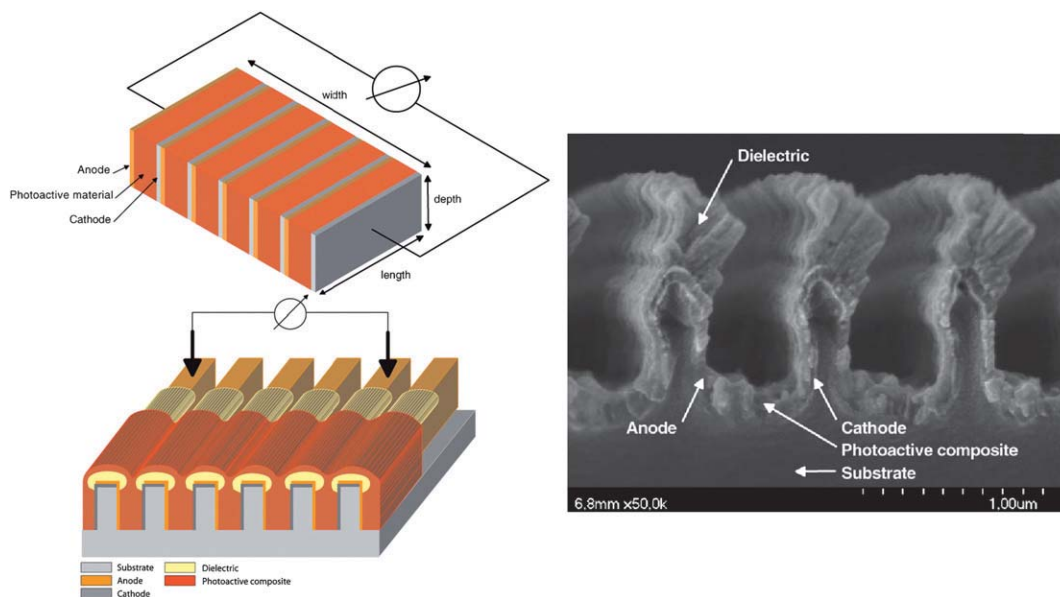 width
Anode
Photoactive material
Cathode
depth
length
Substrate
Anode
Cathode
Dielectric
Photoactive composite
Dielectric
Anode
Cathode
Photoactive composite
Substrate
6.8mm x50.0k
1.00um